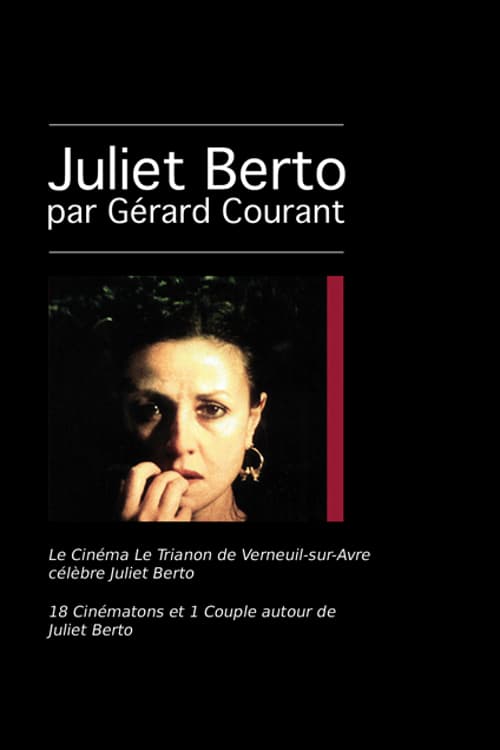 Juliet Berto
par Gérard Courant
Le Cinéma Le Trianon de Verneuil-sur-Avre
célèbre Juliet Berto
18 Cinématons et 1 Couple autour de
Juliet Berto